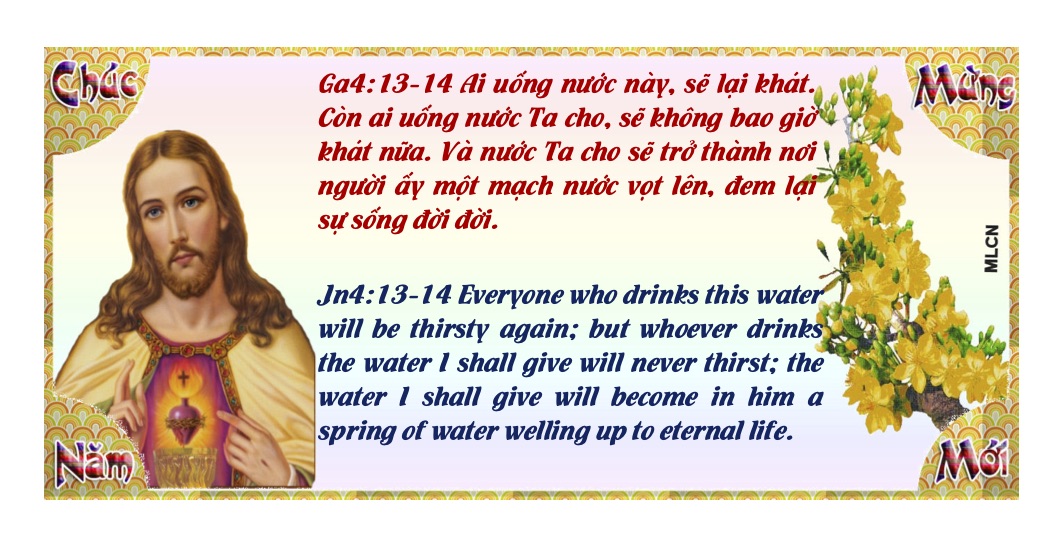 Chúc
Mừng
Ga4:13-14 Ai uống nước này, sẽ lại khát.
Còn ai uống nước Ta cho, sẽ không bao giờ
khát nữa. Và nước Ta cho sẽ trở thành nơi
người ấy một mạch nước vọt lên, đem lại
sự sống đời đời.
MLCN
Jn4:13-14 Everyone who drinks this water
will be thirsty again; but whoever drinks
the water I shall give will never thirst; the
water I shall give will become in him a
spring of water welling up to eternal life.
Năm
Mới